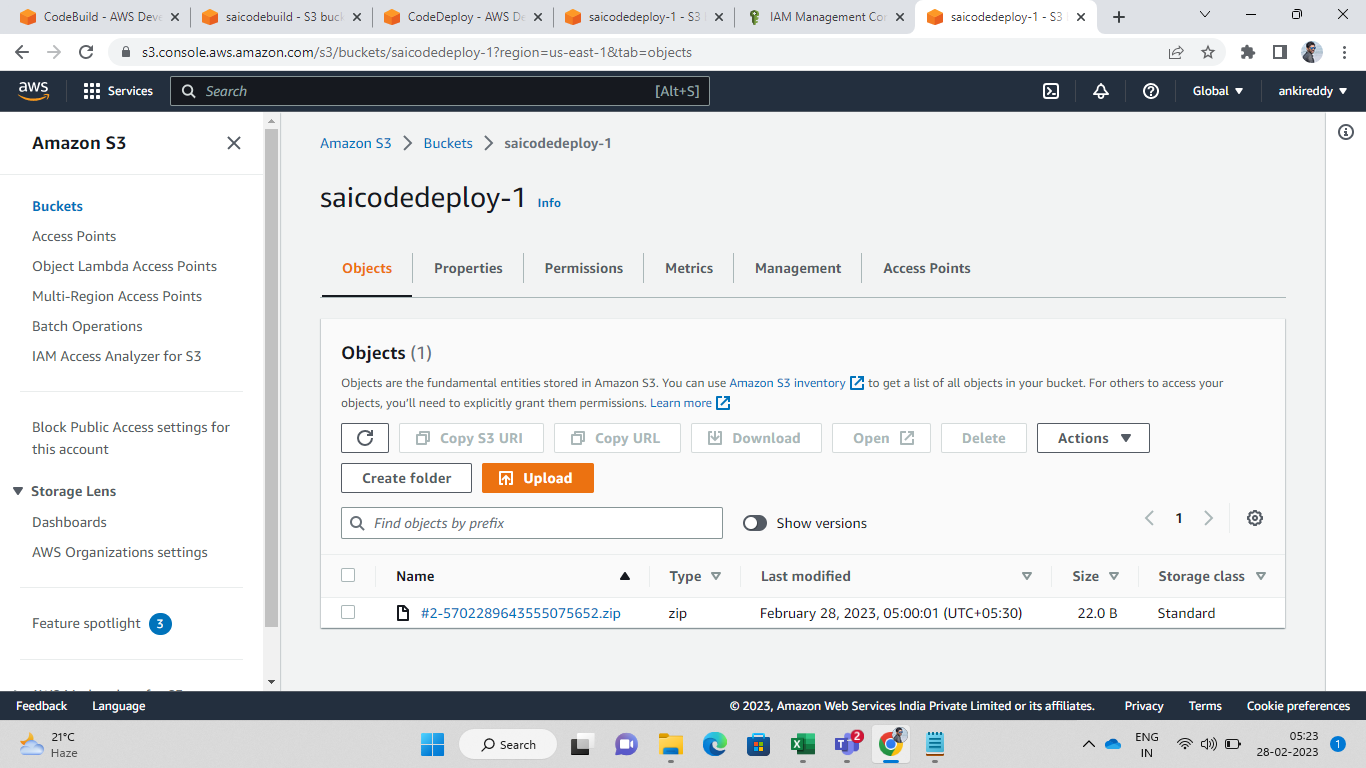 CodeBuild - AWS Deve
saicodebuild - S3 buck
CodeDeploy - AWS De
saicodedeploy-1 - S3
IAM Management Co
saicodedeploy-1 - S3
s3.console.aws.amazon.com/s3/buckets/saicodedeploy-1?region=us-east-1&tab=objects
aws
Services
Search
[Alt+S]
Global
ankireddy
Amazon S3
Buckets
Access Points
Object Lambda Access Points
Multi-Region Access Points
Batch Operations
IAM Access Analyzer for S3
Block Public Access settings for
this account
Storage Lens
Dashboards
AWS Organizations settings
Feature spotlight 3
Amazon S3 > Buckets > saicodedeploy-1
saicodedeploy-1 Info
Objects
Properties
Permissions
Metrics
Management
Access Points
Objects (1)
Objects are the fundamental entities stored in Amazon S3. You can use Amazon S3 inventory to get a list of all objects in your bucket. For others to access your
objects, you'll need to explicitly grant them permissions. Learn more
Copy S3 URI
Copy URL
Download
Open
Delete
Actions
Create folder
Upload
Find objects by prefix
Show versions
1
Name Type Last modified Size Storage class
#2-5702289643555075652.zip zip February 28, 2023, 05:00:01 (UTC+05:30) 22.0 B Standard
Feedback
Language
© 2023, Amazon Web Services India Private Limited or its affiliates.
Privacy
Terms
Cookie preferences
21°C
Haze
Search
2
ENG
IN
05:23
28-02-2023
1